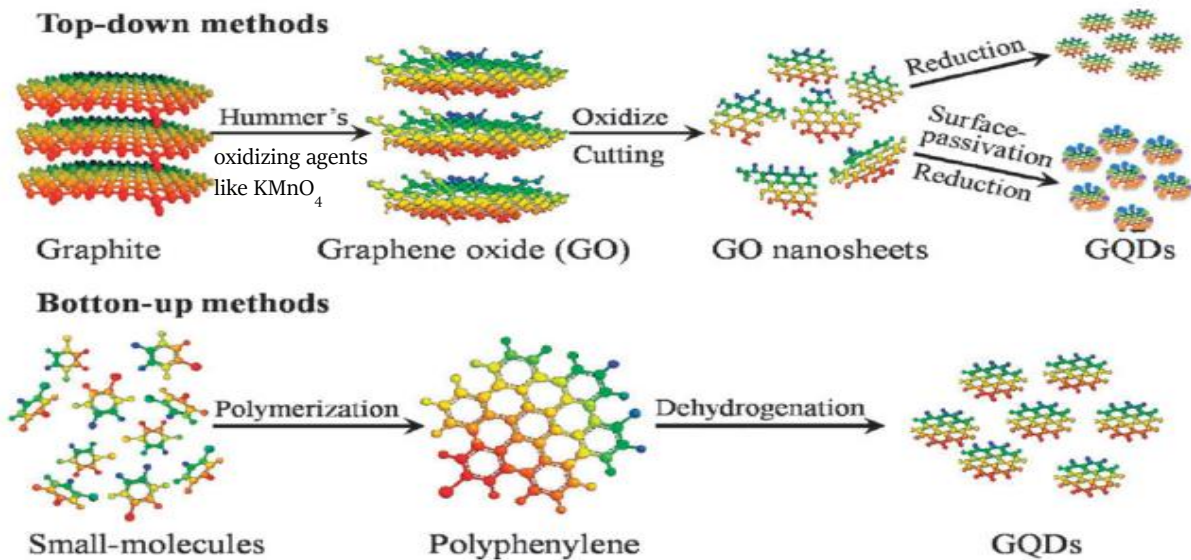 Top-down methods
Hummer's
oxidizing agents
like KMnO₄
Oxidize
Cutting
Reduction
Surface-
passivation
Reduction
Graphite
Graphene oxide (GO)
GO nanosheets
GQDs
Botton-up methods
Polymerization
Dehydrogenation
Small-molecules
Polyphenylene
GQDs